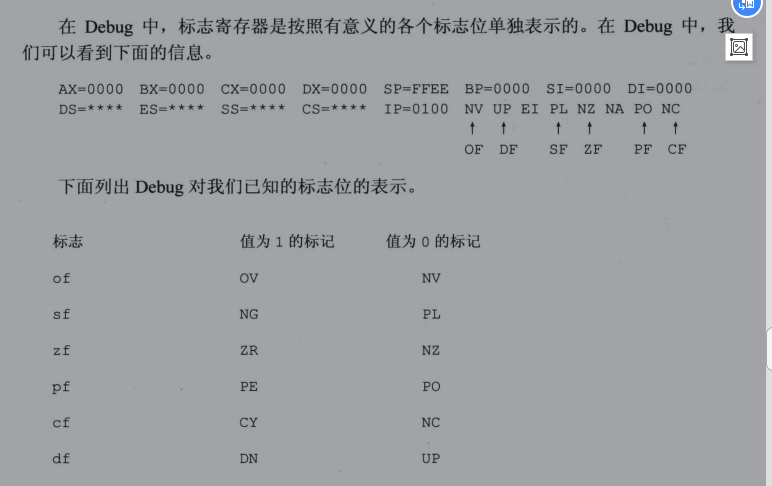 在 Debug 中，标志寄存器是按照有意义的各个标志位单独表示的。在 Debug 中，我
们可以看到下面的信息。
AX=0000 BX=0000 CX=0000 DX=0000 SP=FFEE BP=0000 SI=0000 DI=0000
DS=**** ES=**** SS=**** CS=**** IP=0100 NV UP EI PL NZ NA PO NC
↑ ↑ ↑ ↑ ↑ ↑
OF DF SF ZF PF CF
下面列出 Debug 对我们已知的标志位的表示。
标志 值为 1 的标记 值为 0 的标记
of OV NV
sf NG PL
zf ZR NZ
pf PE PO
cf CY NC
df DN UP